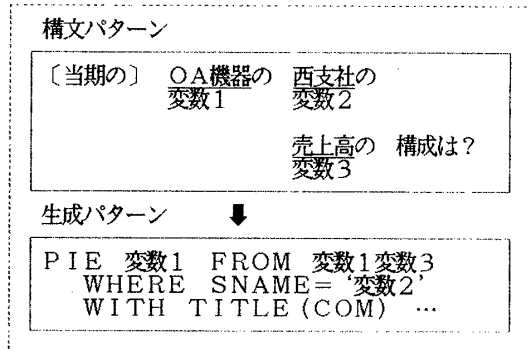 構文パターン
〔当期の〕 ＯＡ機器の 西支社の
変数１ 変数２
売上高の 構成は？
変数３
生成パターン
ＰＩＥ 変数１ ＦＲＯＭ 変数１変数３
ＷＨＥＲＥ ＳＮＡＭＥ＝‘変数２’
ＷＩＴＨ ＴＩＴＬＥ（ＣＯＭ） …